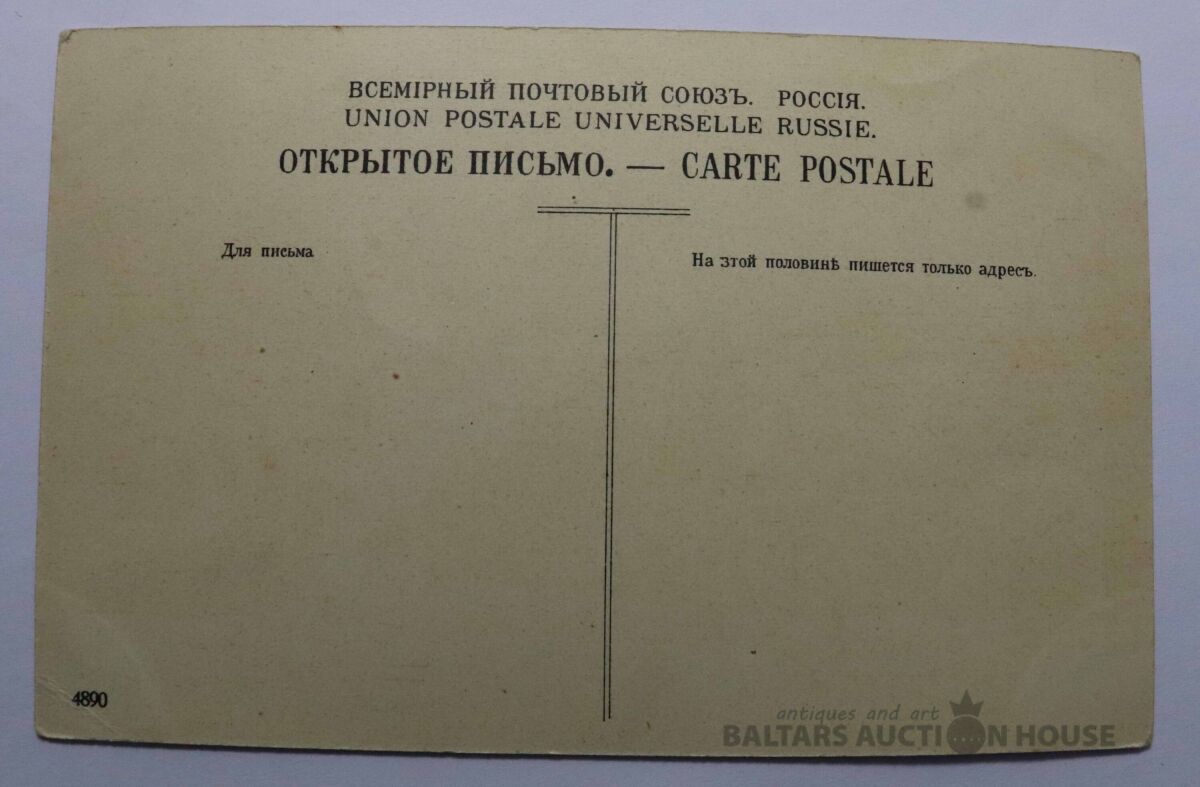 ВСЕМІРНЫЙ ПОЧТОВЫЙ СОЮЗЪ. РОССІЯ.
UNION POSTALE UNIVERSELLE RUSSIE.
ОТКРЫТОЕ ПИСЬМО. — CARTE POSTALE
Для письма
На зтой половинѣ пишется только адресъ.
4890
antiques and art
BALTARS AUCTION HOUSE